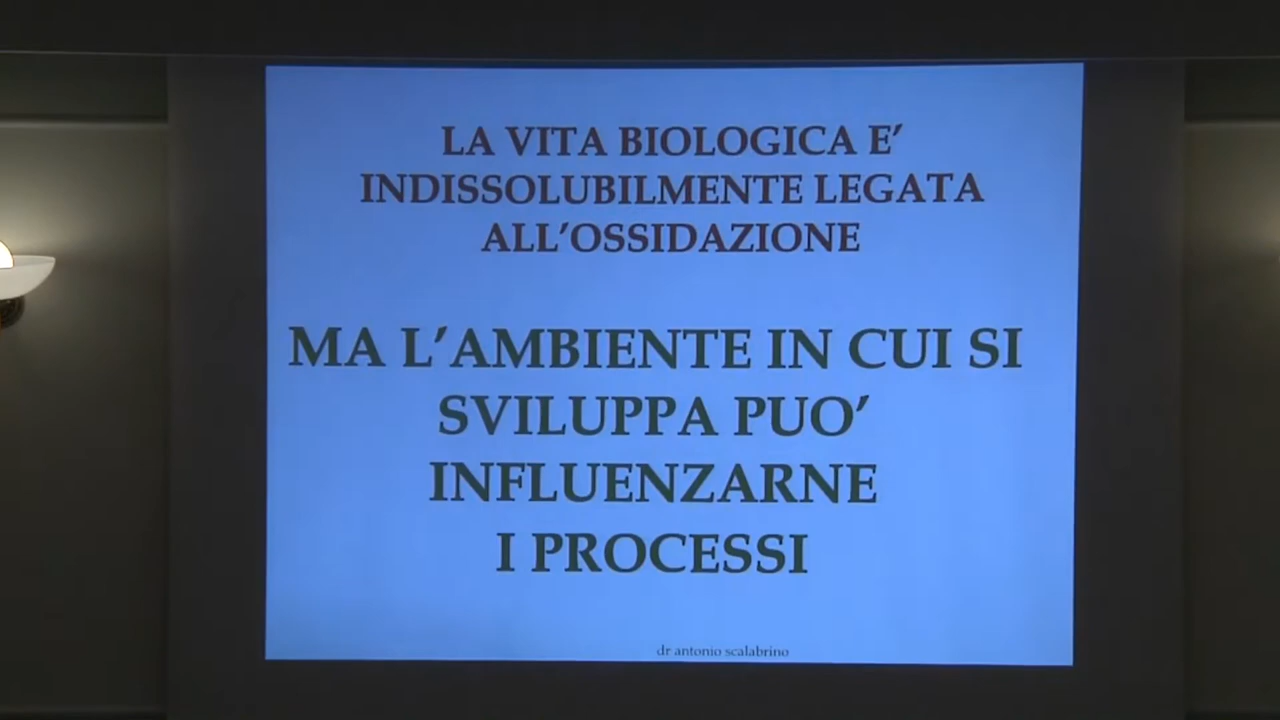 LA VITA BIOLOGICA E'
INDISSOLUBILMENTE LEGATA
ALL'OSSIDAZIONE
MA L'AMBIENTE IN CUI SI
SVILUPPA PUO'
INFLUENZARNE
I PROCESSI
dr antonio scalabrino